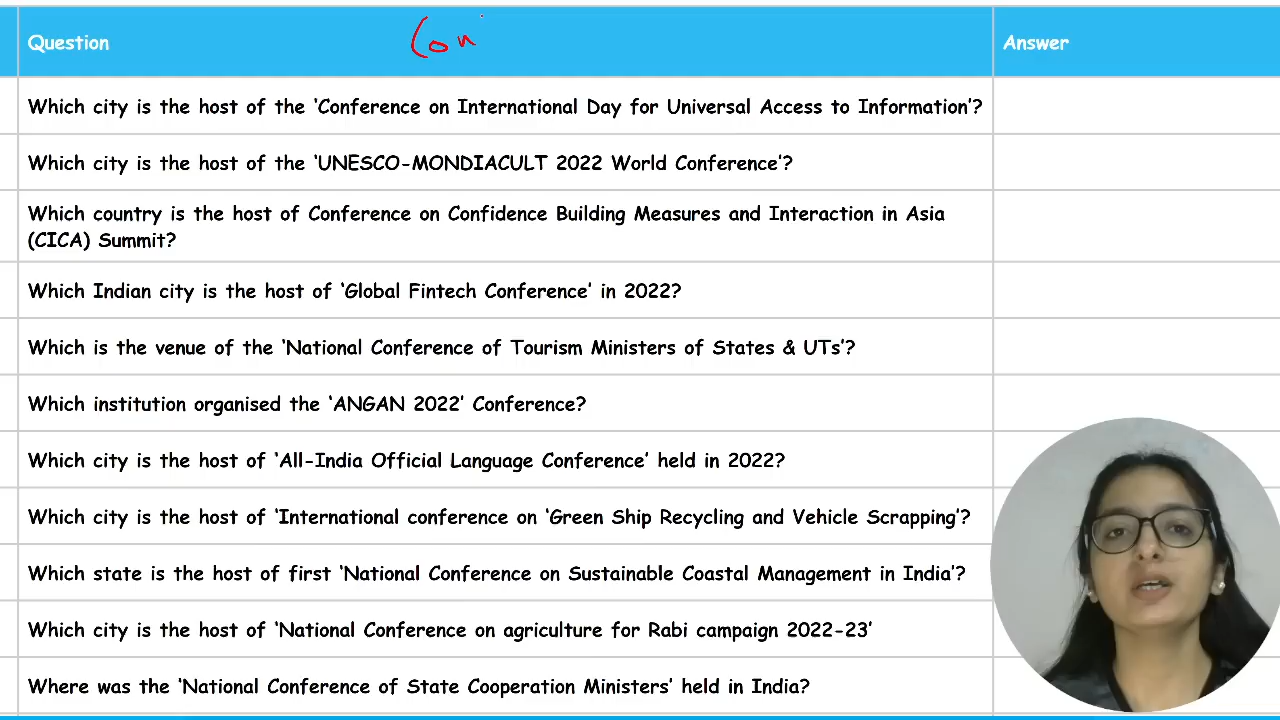 Question
Con
Answer
Which city is the host of the ‘Conference on International Day for Universal Access to Information’?
Which city is the host of the ‘UNESCO-MONDIACULT 2022 World Conference’?
Which country is the host of Conference on Confidence Building Measures and Interaction in Asia
(CICA) Summit?
Which Indian city is the host of ‘Global Fintech Conference’ in 2022?
Which is the venue of the ‘National Conference of Tourism Ministers of States & UTs’?
Which institution organised the ‘ANGAN 2022’ Conference?
Which city is the host of ‘All-India Official Language Conference’ held in 2022?
Which city is the host of ‘International conference on ‘Green Ship Recycling and Vehicle Scrapping’?
Which state is the host of first ‘National Conference on Sustainable Coastal Management in India’?
Which city is the host of ‘National Conference on agriculture for Rabi campaign 2022-23’
Where was the ‘National Conference of State Cooperation Ministers’ held in India?